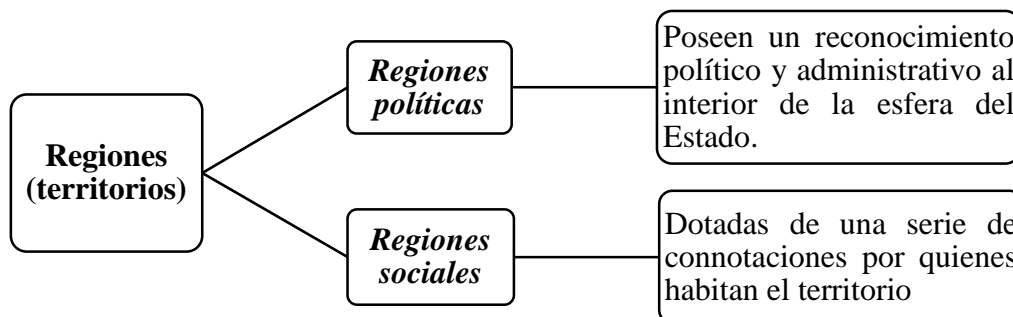 Regiones
(territorios)
Regiones
políticas
Poseen un reconocimiento
político y administrativo al
interior de la esfera del
Estado.
Regiones
sociales
Dotadas de una serie de
connotaciones por quienes
habitan el territorio